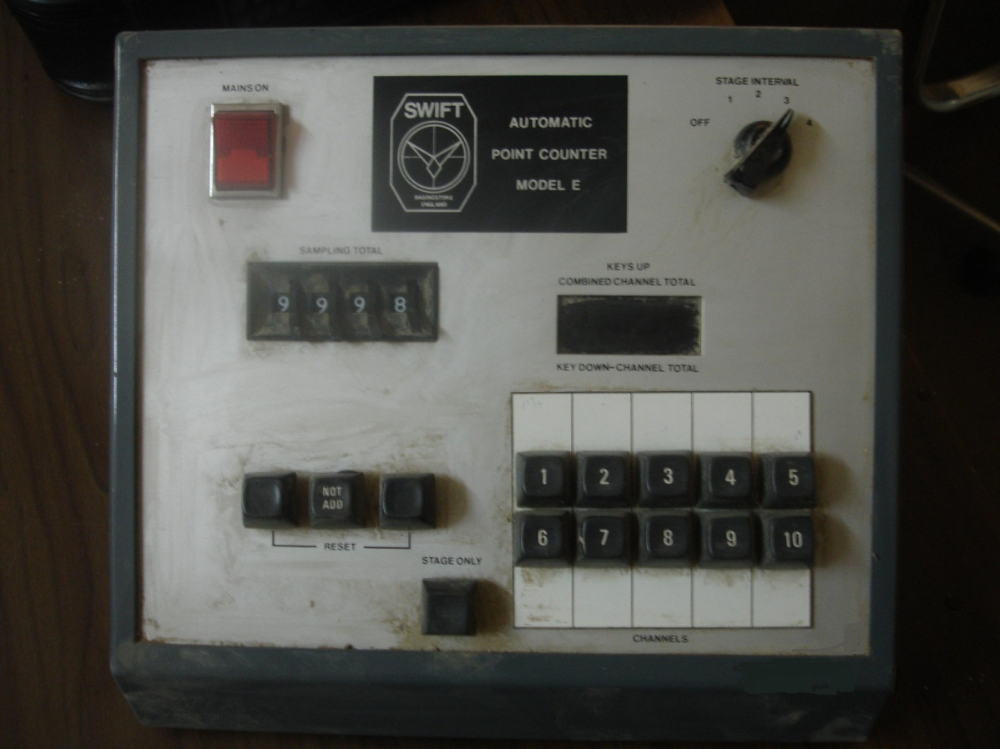 MAINS ON
SWIFT
BASINGSTOKE
ENGLAND
AUTOMATIC
POINT COUNTER
MODEL E
STAGE INTERVAL
OFF 1 2 3 4
SAMPLING TOTAL
9 9 9 8
KEYS UP
COMBINED CHANNEL TOTAL
KEY DOWN-CHANNEL TOTAL
NOT
ADD
RESET
STAGE ONLY
1 2 3 4 5
6 7 8 9 10
CHANNELS